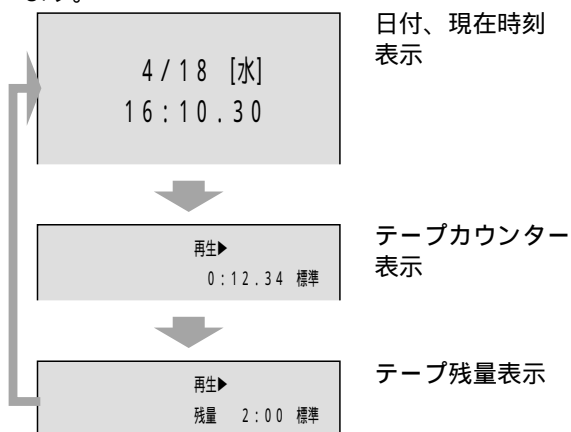 日付、現在時刻
表示
4/18 [水]
16:10.30
テープカウンター
表示
再生▶
0:12.34 標準
テープ残量表示
再生▶
残量 2:00 標準